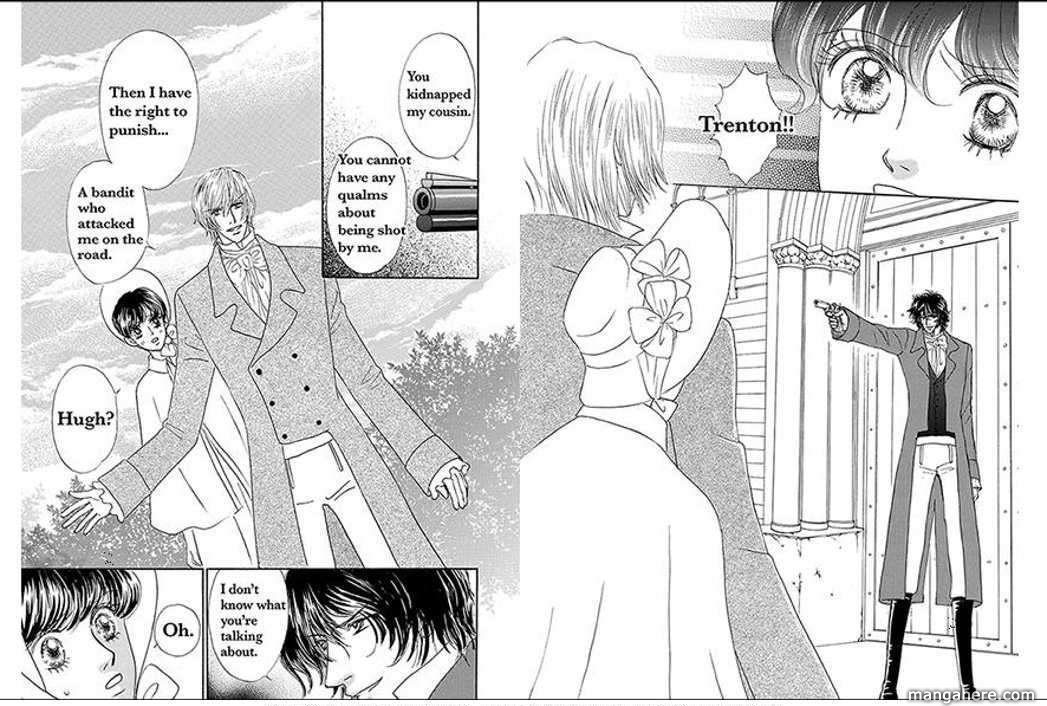 Trenton!!
You
kidnapped
my cousin.
You cannot
have any
qualms
about
being shot
by me.
Then I have
the right to
punish...
A bandit
who
attacked
me on the
road.
Hugh?
I don't
know what
you're
talking
about.
Oh.
mangahere.com